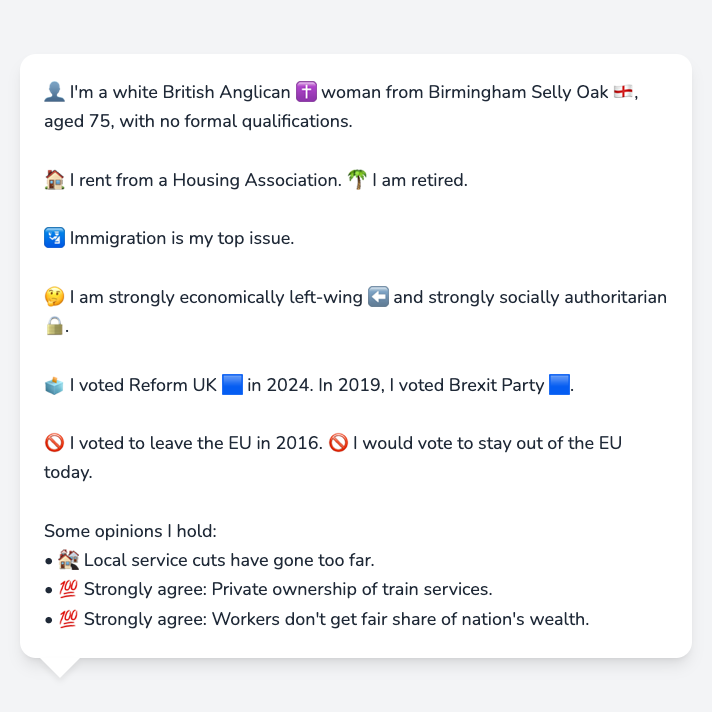 👤 I'm a white British Anglican ✝️ woman from Birmingham Selly Oak 🏴󠁧󠁢󠁥󠁮󠁧󠁿,
aged 75, with no formal qualifications.
🏠 I rent from a Housing Association. 🌴 I am retired.
🛂 Immigration is my top issue.
🤔 I am strongly economically left-wing ⬅️ and strongly socially authoritarian
🔒.
🗳️ I voted Reform UK 🟦 in 2024. In 2019, I voted Brexit Party 🟦.
🚫 I voted to leave the EU in 2016. 🚫 I would vote to stay out of the EU
today.
Some opinions I hold:
• 🏚️ Local service cuts have gone too far.
• 💯 Strongly agree: Private ownership of train services.
• 💯 Strongly agree: Workers don't get fair share of nation's wealth.